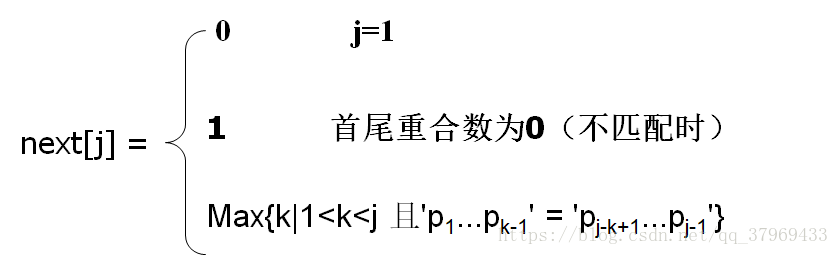 0 j=1
next[j] =
1 首尾重合数为0（不匹配时）
Max{k|1<k<j 且'p1...pk-1' = 'pj-k+1...pj-1'}
https://blog.csdn.net/qq_37969433